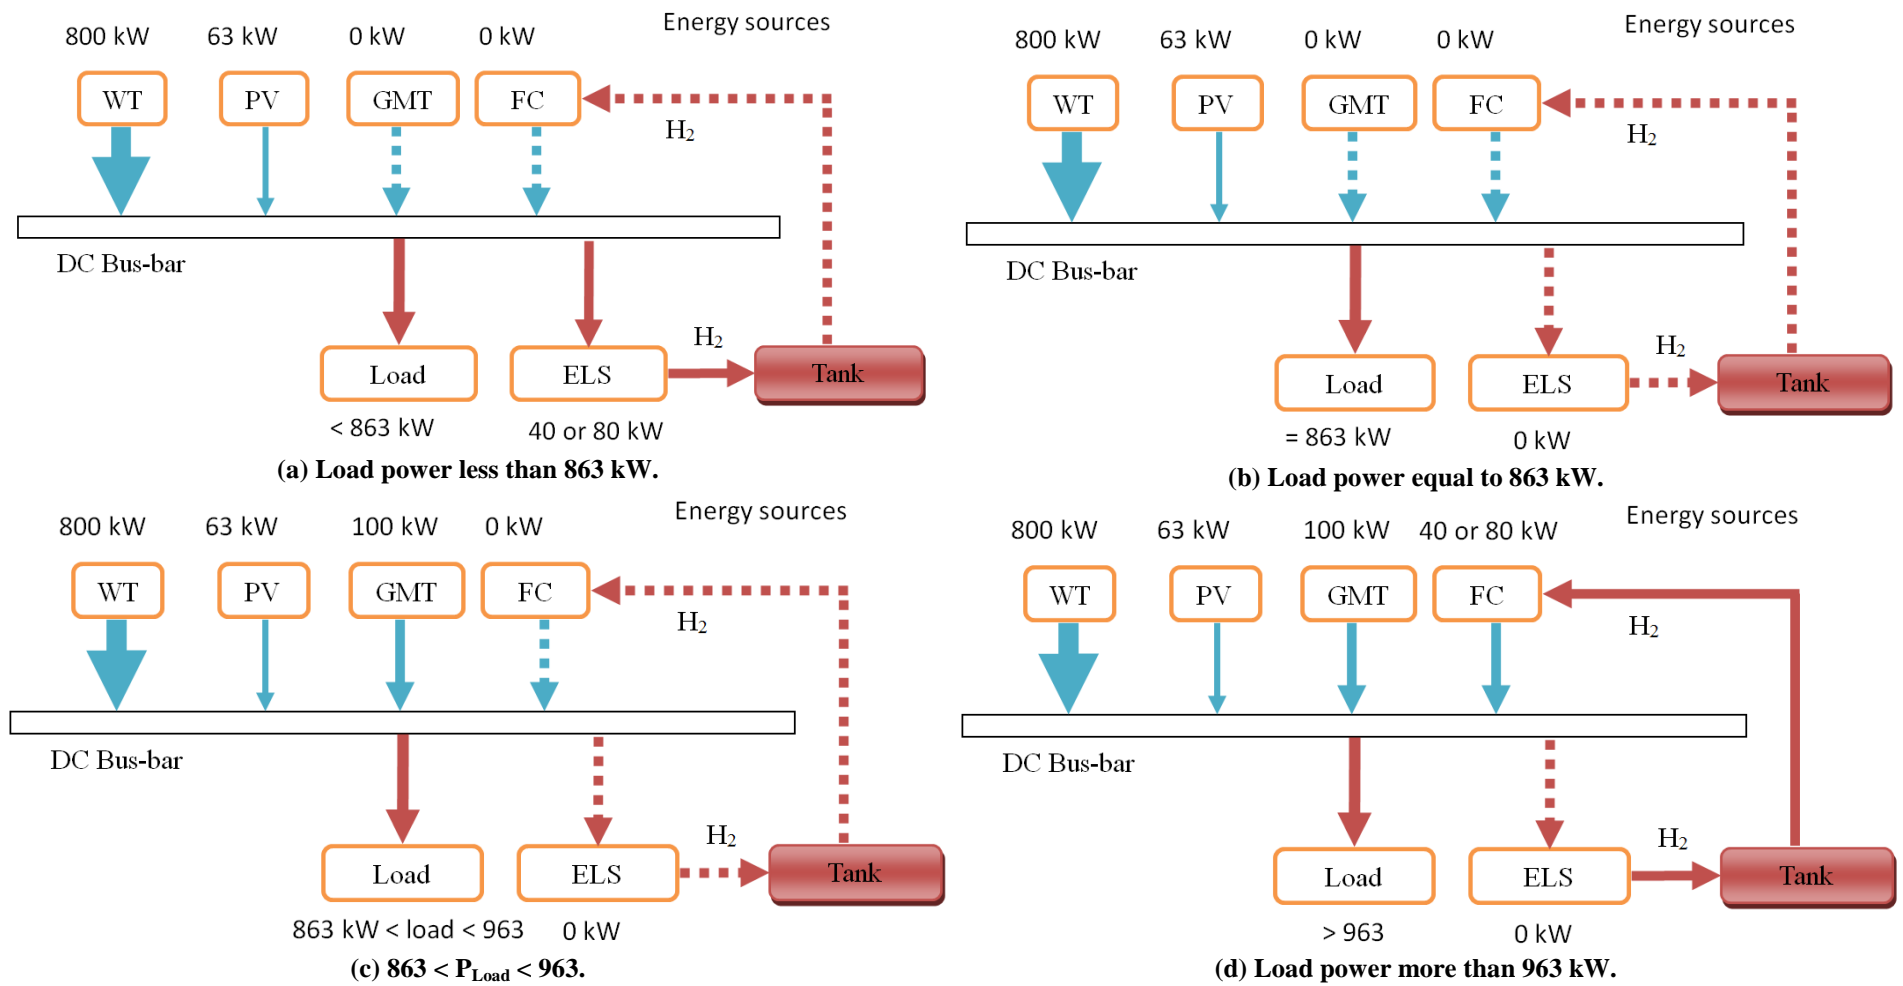 Energy sources
800 kW 63 kW 0 kW 0 kW
WT PV GMT FC
H₂
DC Bus-bar
H₂
Load ELS Tank
< 863 kW 40 or 80 kW
(a) Load power less than 863 kW.
Energy sources
800 kW 63 kW 0 kW 0 kW
WT PV GMT FC
H₂
DC Bus-bar
H₂
Load ELS Tank
= 863 kW 0 kW
(b) Load power equal to 863 kW.
Energy sources
800 kW 63 kW 100 kW 0 kW
WT PV GMT FC
H₂
DC Bus-bar
H₂
Load ELS Tank
863 kW < load < 963 0 kW
(c) 863 < P_Load < 963.
Energy sources
800 kW 63 kW 100 kW 40 or 80 kW
WT PV GMT FC
H₂
DC Bus-bar
H₂
Load ELS Tank
> 963 0 kW
(d) Load power more than 963 kW.